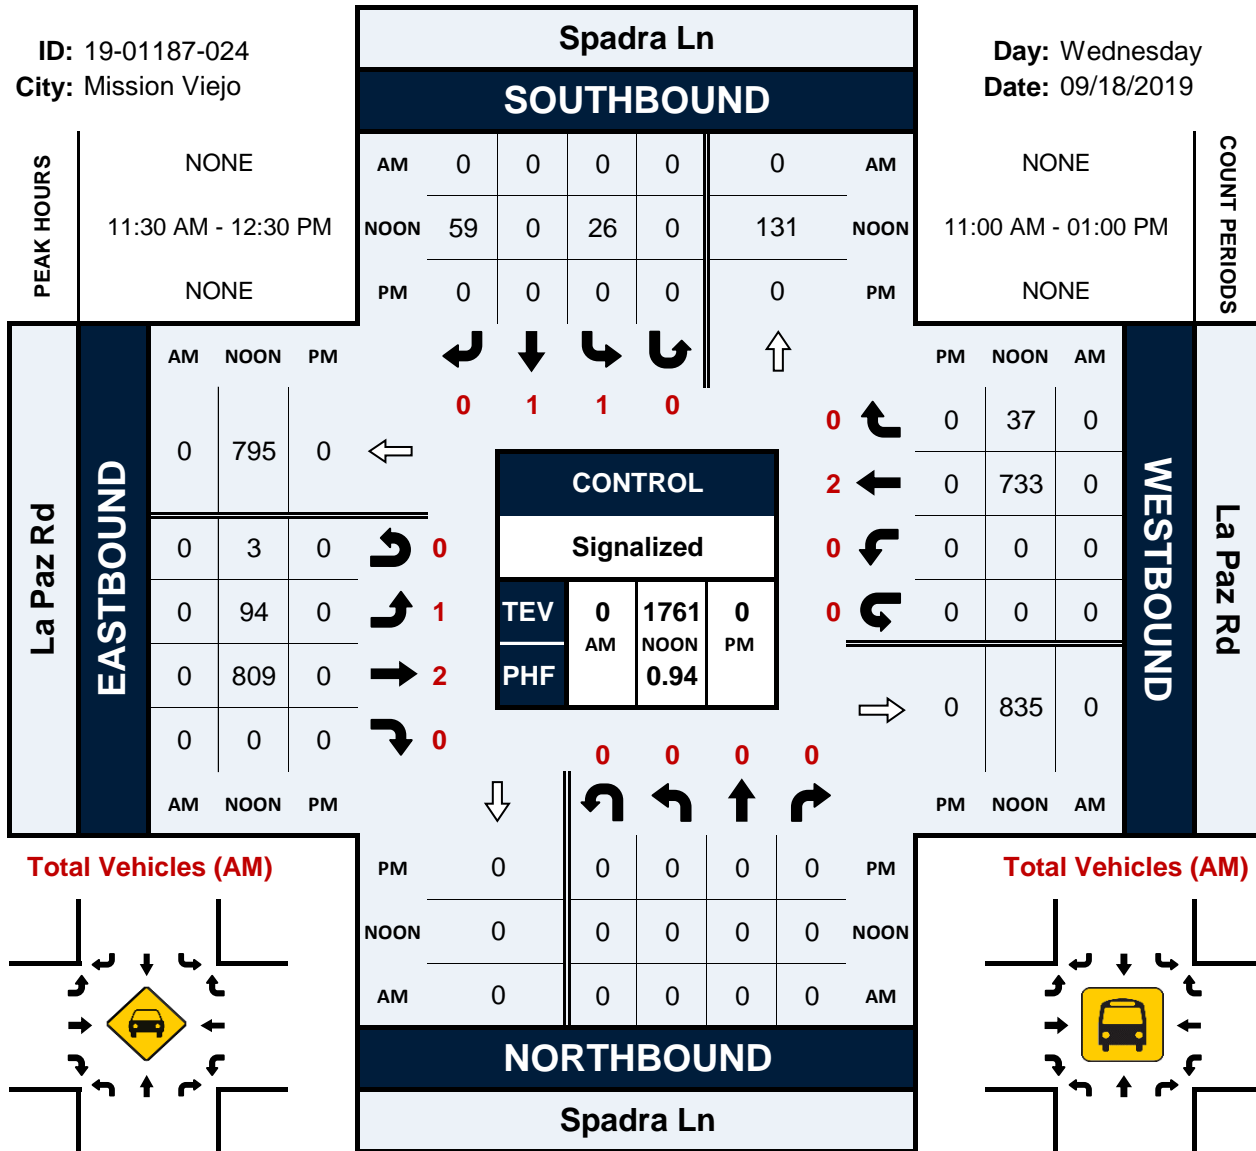 Spadra Ln
ID: 19-01187-024
City: Mission Viejo
Day: Wednesday
Date: 09/18/2019
SOUTHBOUND
PEAK HOURS
NONE
11:30 AM - 12:30 PM
NONE
AM 0 0 0 0 0 AM
NOON 59 0 26 0 131 NOON
PM 0 0 0 0 0 PM
NONE
11:00 AM - 01:00 PM
NONE
COUNT PERIODS
0 1 1 0
La Paz Rd
EASTBOUND
AM NOON PM
0 795 0
0 3 0 0
0 94 0 1
0 809 0 2
0 0 0 0
AM NOON PM
CONTROL
Signalized
TEV 0 1761 0
AM NOON PM
PHF 0.94
PM NOON AM
0 0 37 0
2 0 733 0
0 0 0 0
0 0 0 0
0 835 0
PM NOON AM
WESTBOUND
La Paz Rd
0 0 0 0
PM 0 0 0 0 0 PM
NOON 0 0 0 0 0 NOON
AM 0 0 0 0 0 AM
NORTHBOUND
Spadra Ln
Total Vehicles (AM)
Total Vehicles (AM)